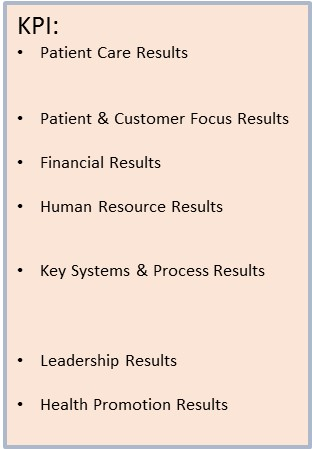 KPI:
• Patient Care Results
• Patient & Customer Focus Results
• Financial Results
• Human Resource Results
• Key Systems & Process Results
• Leadership Results
• Health Promotion Results